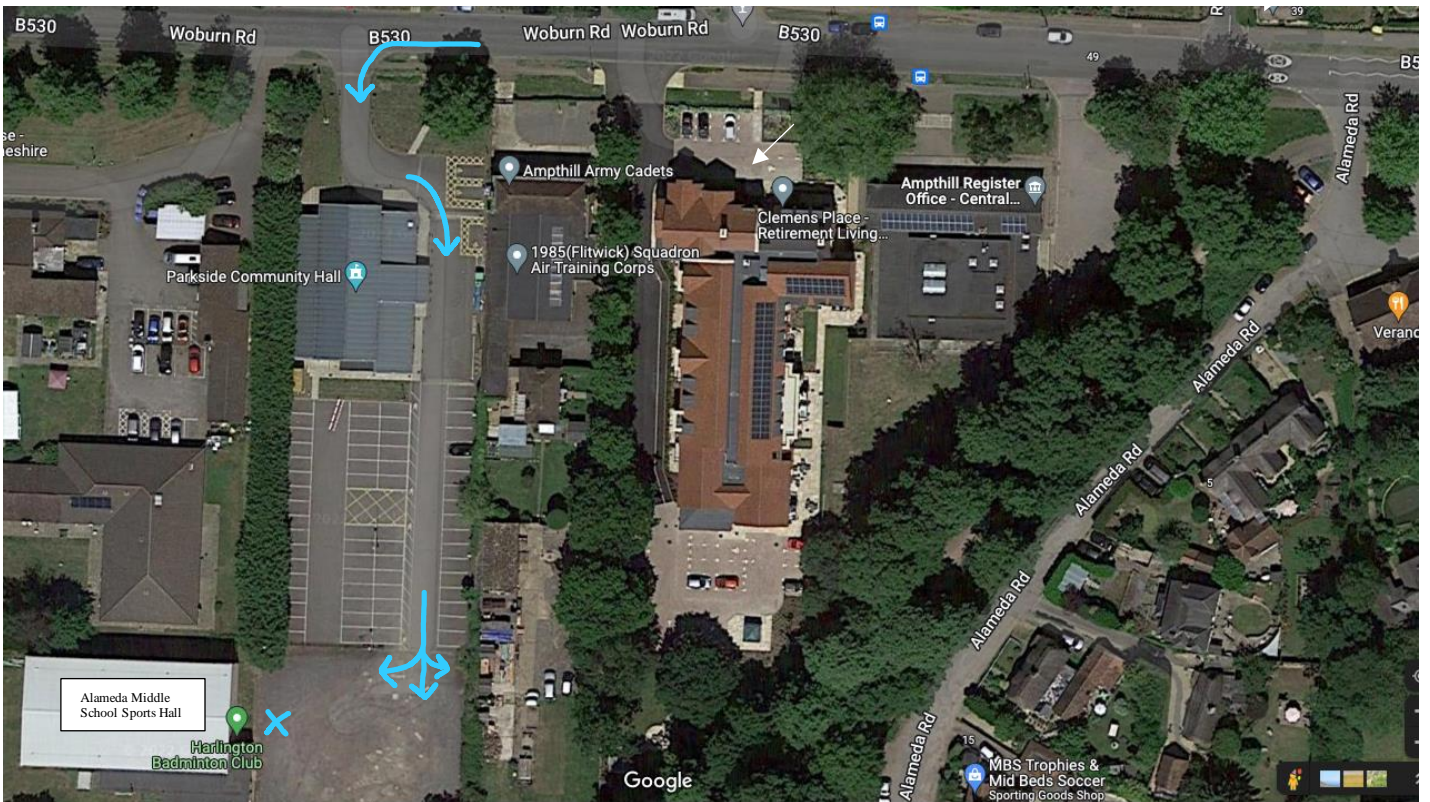 B530
Woburn Rd
B530
Woburn Rd
Woburn Rd
B530
39
49
Alameda Rd
Ampthill Army Cadets
Ampthill Register
Office - Central...
Clemens Place -
Retirement Living...
1985(Flitwick) Squadron
Air Training Corps
Parkside Community Hall
Alameda Rd
Alameda Rd
5
Alameda Rd
Alameda Middle
School Sports Hall
Harlington
Badminton Club
Alameda Rd
15
MBS Trophies &
Mid Beds Soccer
Sporting Goods Shop
Google